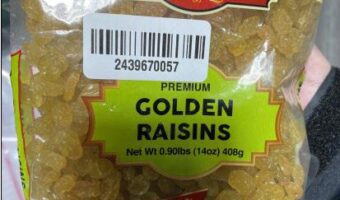 2439670057
PREMIUM
GOLDEN
RAISINS
Net Wt 0.90lbs (14oz) 408g